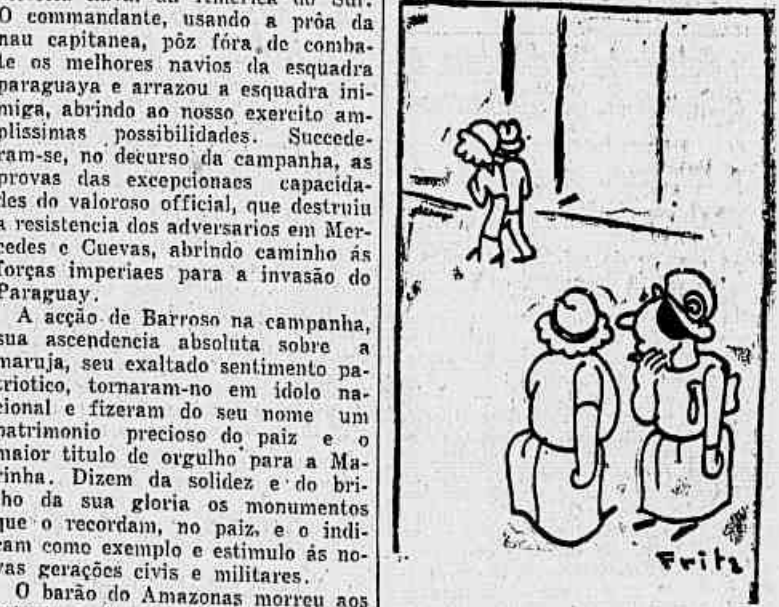 naval da America do Sul.
O commandante, usando a prôa da
nau capitanea, pôz fóra de comba-
te os melhores navios da esquadra
paraguaya e arrazou a esquadra ini-
miga, abrindo ao nosso exercito am-
plissimas possibilidades. Succede-
ram-se, no decurso da campanha, as
provas das excepcionaes capacida-
des do valoroso official, que destruiu
a resistencia dos adversarios em Mer-
cedes e Cuevas, abrindo caminho ás
forças imperiaes para a invasão do
Paraguay.
A acção de Barroso na campanha,
sua ascendencia absoluta sobre a
maruja, seu exaltado sentimento pa-
triotico, tornaram-no em idolo na-
cional e fizeram do seu nome um
patrimonio precioso do paiz e o
maior titulo de orgulho para a Ma-
rinha. Dizem da solidez e do bri-
lho da sua gloria os monumentos
que o recordam, no paiz, e o indi-
cam como exemplo e estimulo ás no-
vas gerações civis e militares.
O barão do Amazonas morreu aos
Fritz